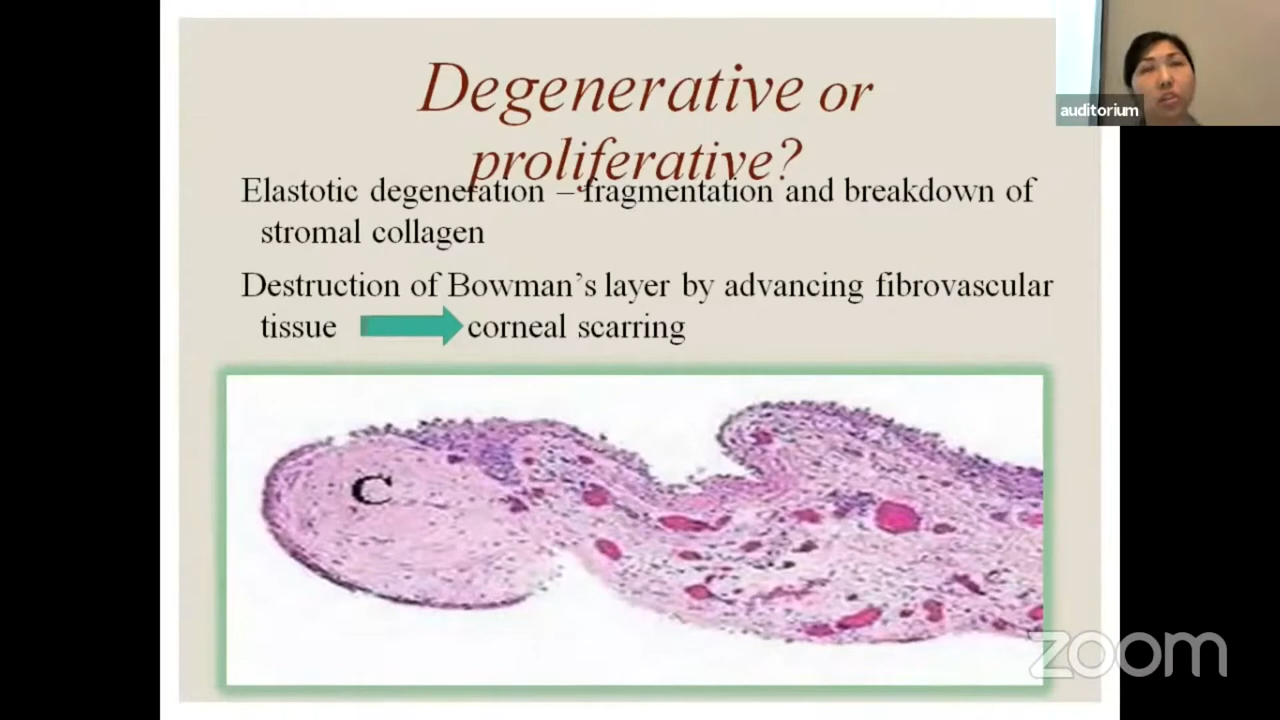 Degenerative or
proliferative?
auditorium
Elastotic degeneration – fragmentation and breakdown of
stromal collagen
Destruction of Bowman’s layer by advancing fibrovascular
tissue corneal scarring
C
zoom